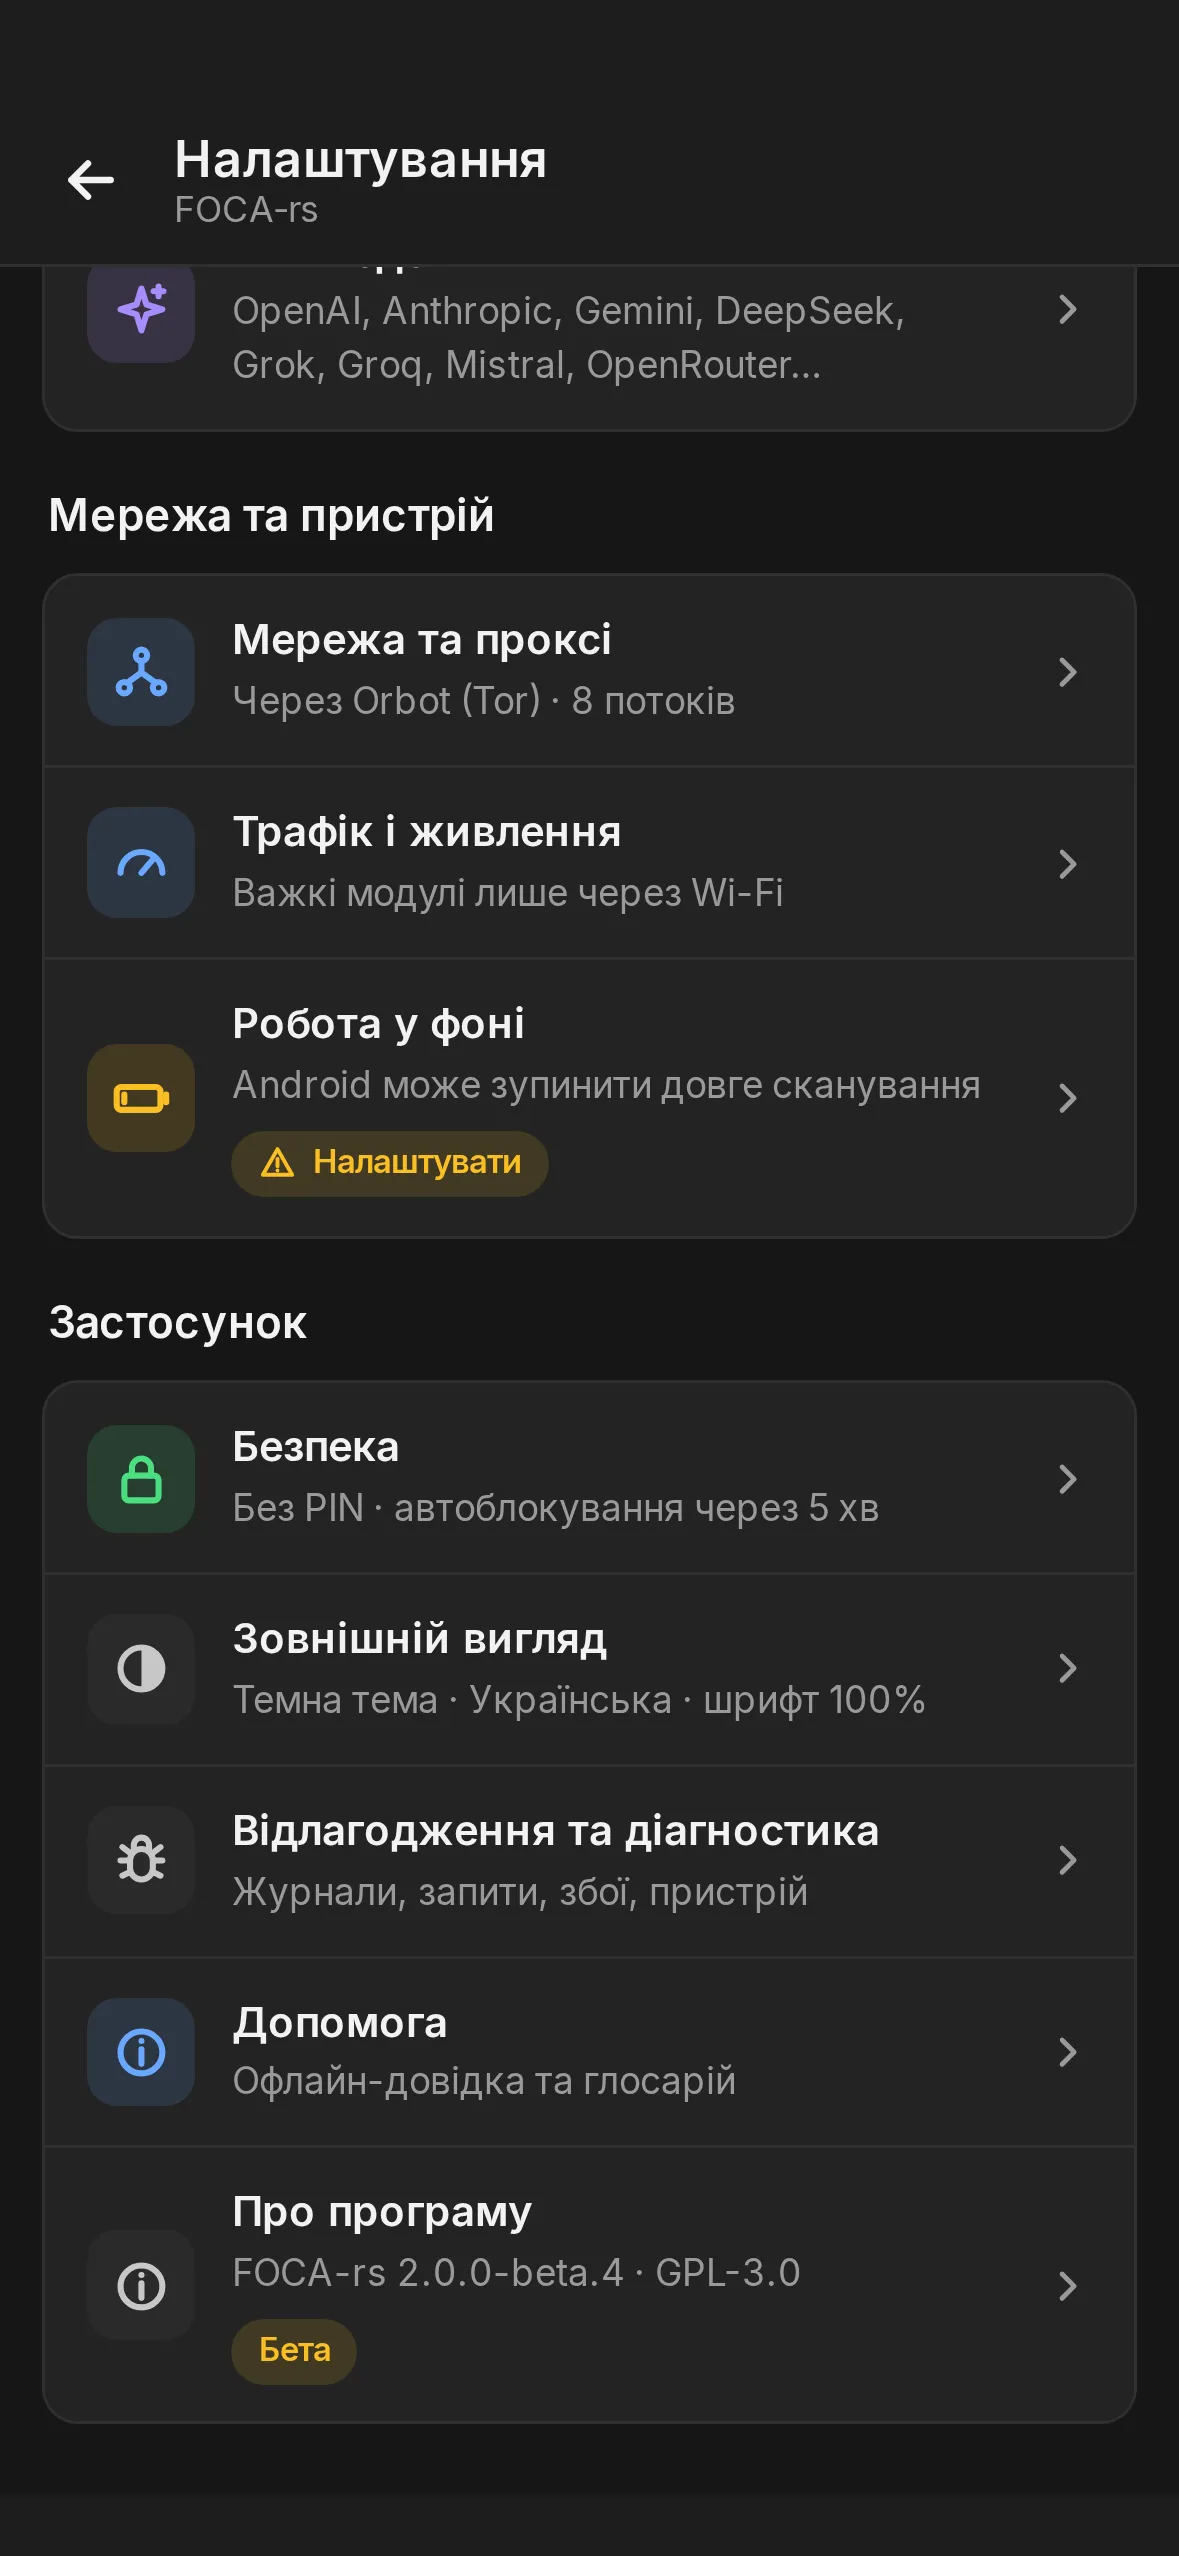 Налаштування
FOCA-rs
OpenAI, Anthropic, Gemini, DeepSeek,
Grok, Groq, Mistral, OpenRouter...
Мережа та пристрій
Мережа та проксі
Через Orbot (Tor) · 8 потоків
Трафік і живлення
Важкі модулі лише через Wi-Fi
Робота у фоні
Android може зупинити довге сканування
Налаштувати
Застосунок
Безпека
Без PIN · автоблокування через 5 хв
Зовнішній вигляд
Темна тема · Українська · шрифт 100%
Відлагодження та діагностика
Журнали, запити, збої, пристрій
Допомога
Офлайн-довідка та глосарій
Про програму
FOCA-rs 2.0.0-beta.4 · GPL-3.0
Бета